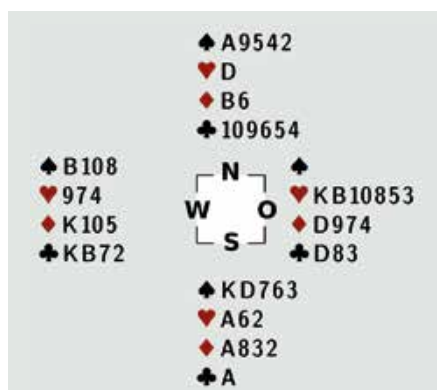 ♠ A9542
♥ D
♦ B6
♣ 109654
♠ B108
♥ 974
♦ K105
♣ KB72
N
W O
S
♠
♥ KB10853
♦ D974
♣ D83
♠ KD763
♥ A62
♦ A832
♣ A